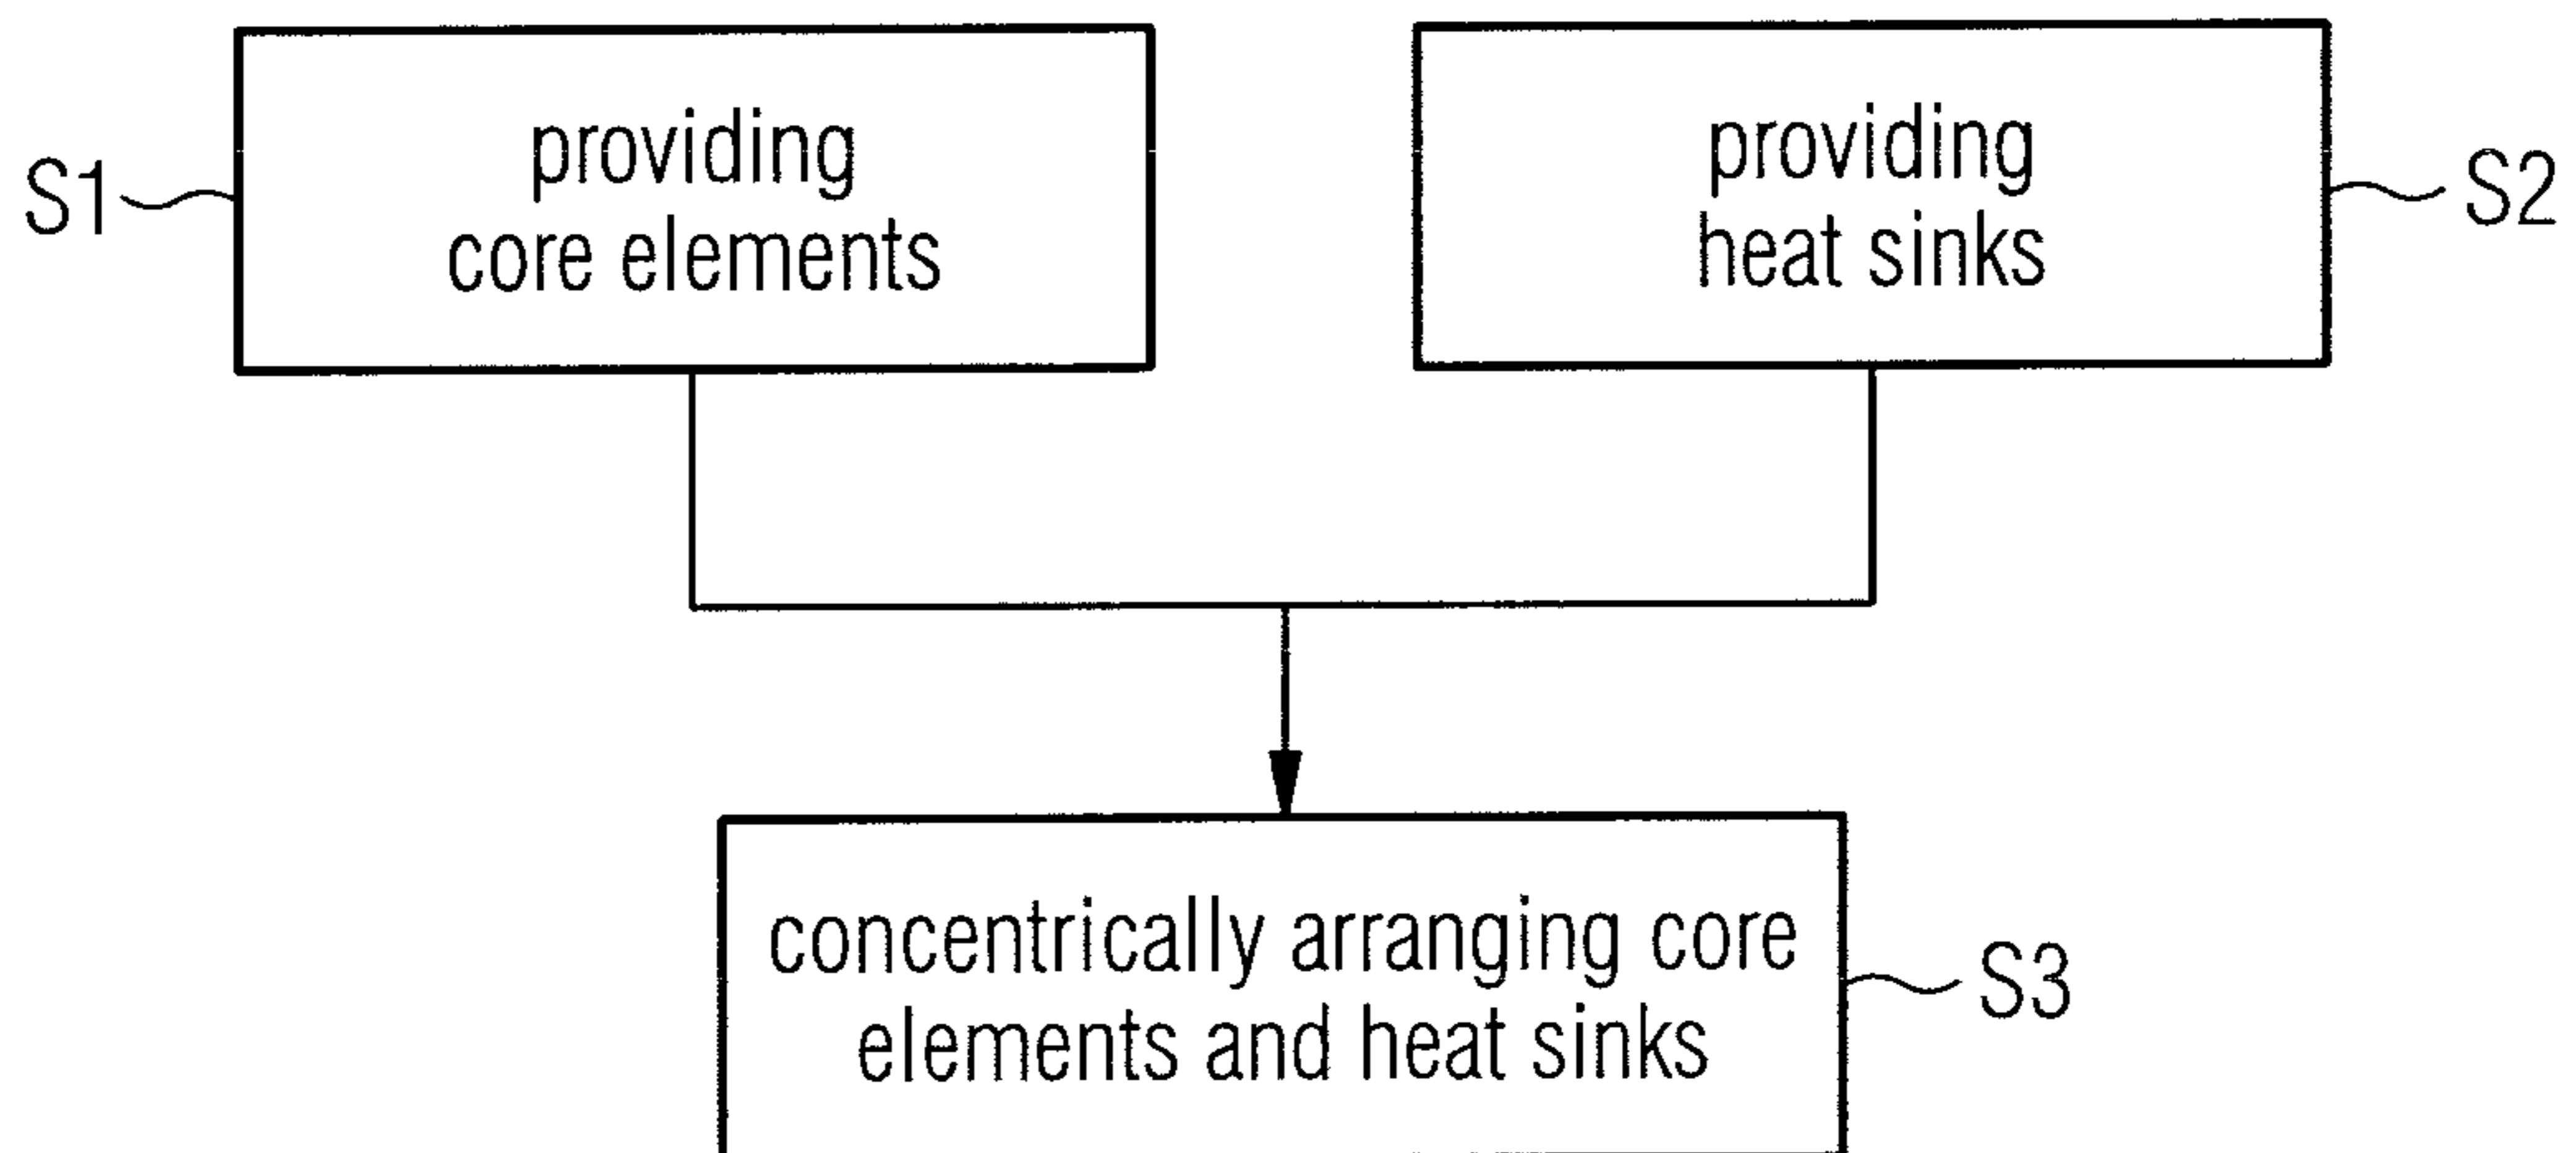 S1
providing
core elements
providing
heat sinks
S2
concentrically arranging core
elements and heat sinks
S3